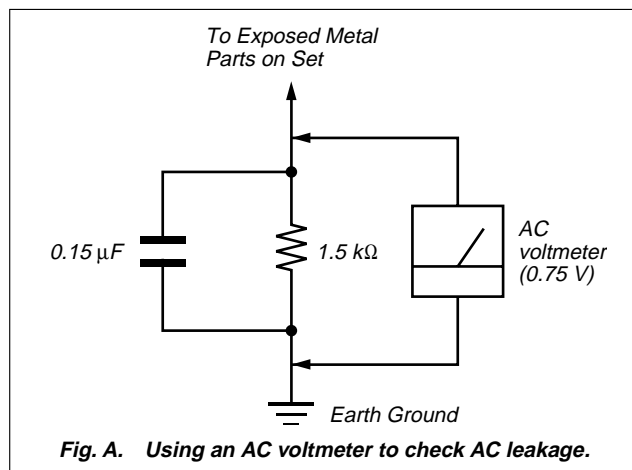 To Exposed Metal
Parts on Set
0.15 µF
1.5 kΩ
AC
voltmeter
(0.75 V)
Earth Ground
Fig. A. Using an AC voltmeter to check AC leakage.